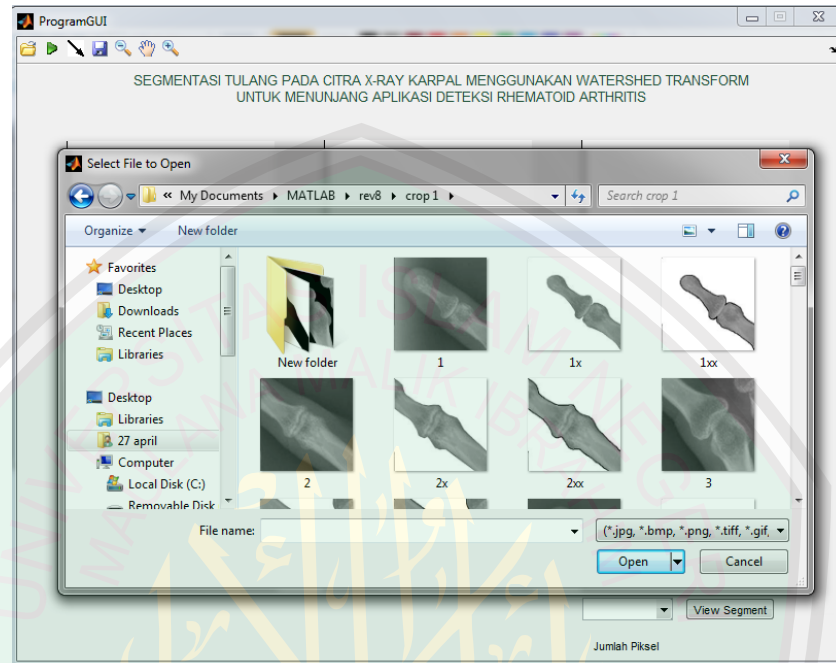 ProgramGUI
SEGMENTASI TULANG PADA CITRA X-RAY KARPAL MENGGUNAKAN WATERSHED TRANSFORM
UNTUK MENUNJANG APLIKASI DETEKSI RHEMATOID ARTHRITIS
Select File to Open
« My Documents MATLAB rev8 crop 1
Search crop 1
Organize New folder
Favorites
Desktop
Downloads
Recent Places
Libraries
Desktop
Libraries
27 april
Computer
Local Disk (C:)
Removable Disk
New folder
1
1x
1xx
2
2x
2xx
3
File name:
(*.jpg, *.bmp, *.png, *.tiff, *.gif,
Open
Cancel
View Segment
Jumlah Piksel